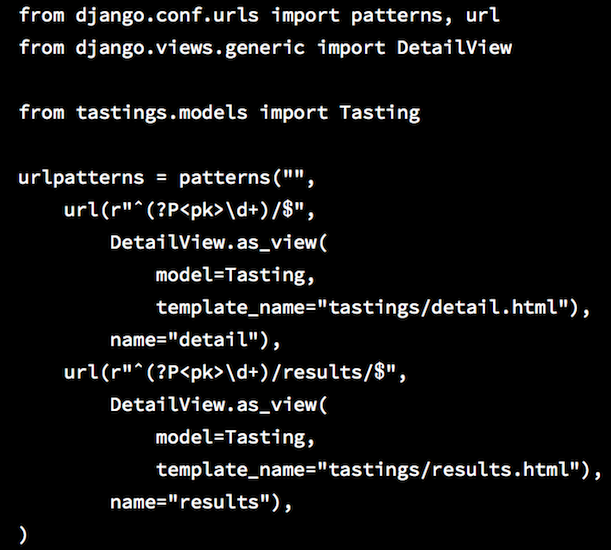 from django.conf.urls import patterns, url
from django.views.generic import DetailView

from tastings.models import Tasting

urlpatterns = patterns("",
    url(r"^(?P<pk>\d+)/$",
        DetailView.as_view(
            model=Tasting,
            template_name="tastings/detail.html"),
        name="detail"),
    url(r"^(?P<pk>\d+)/results/$",
        DetailView.as_view(
            model=Tasting,
            template_name="tastings/results.html"),
        name="results"),
)